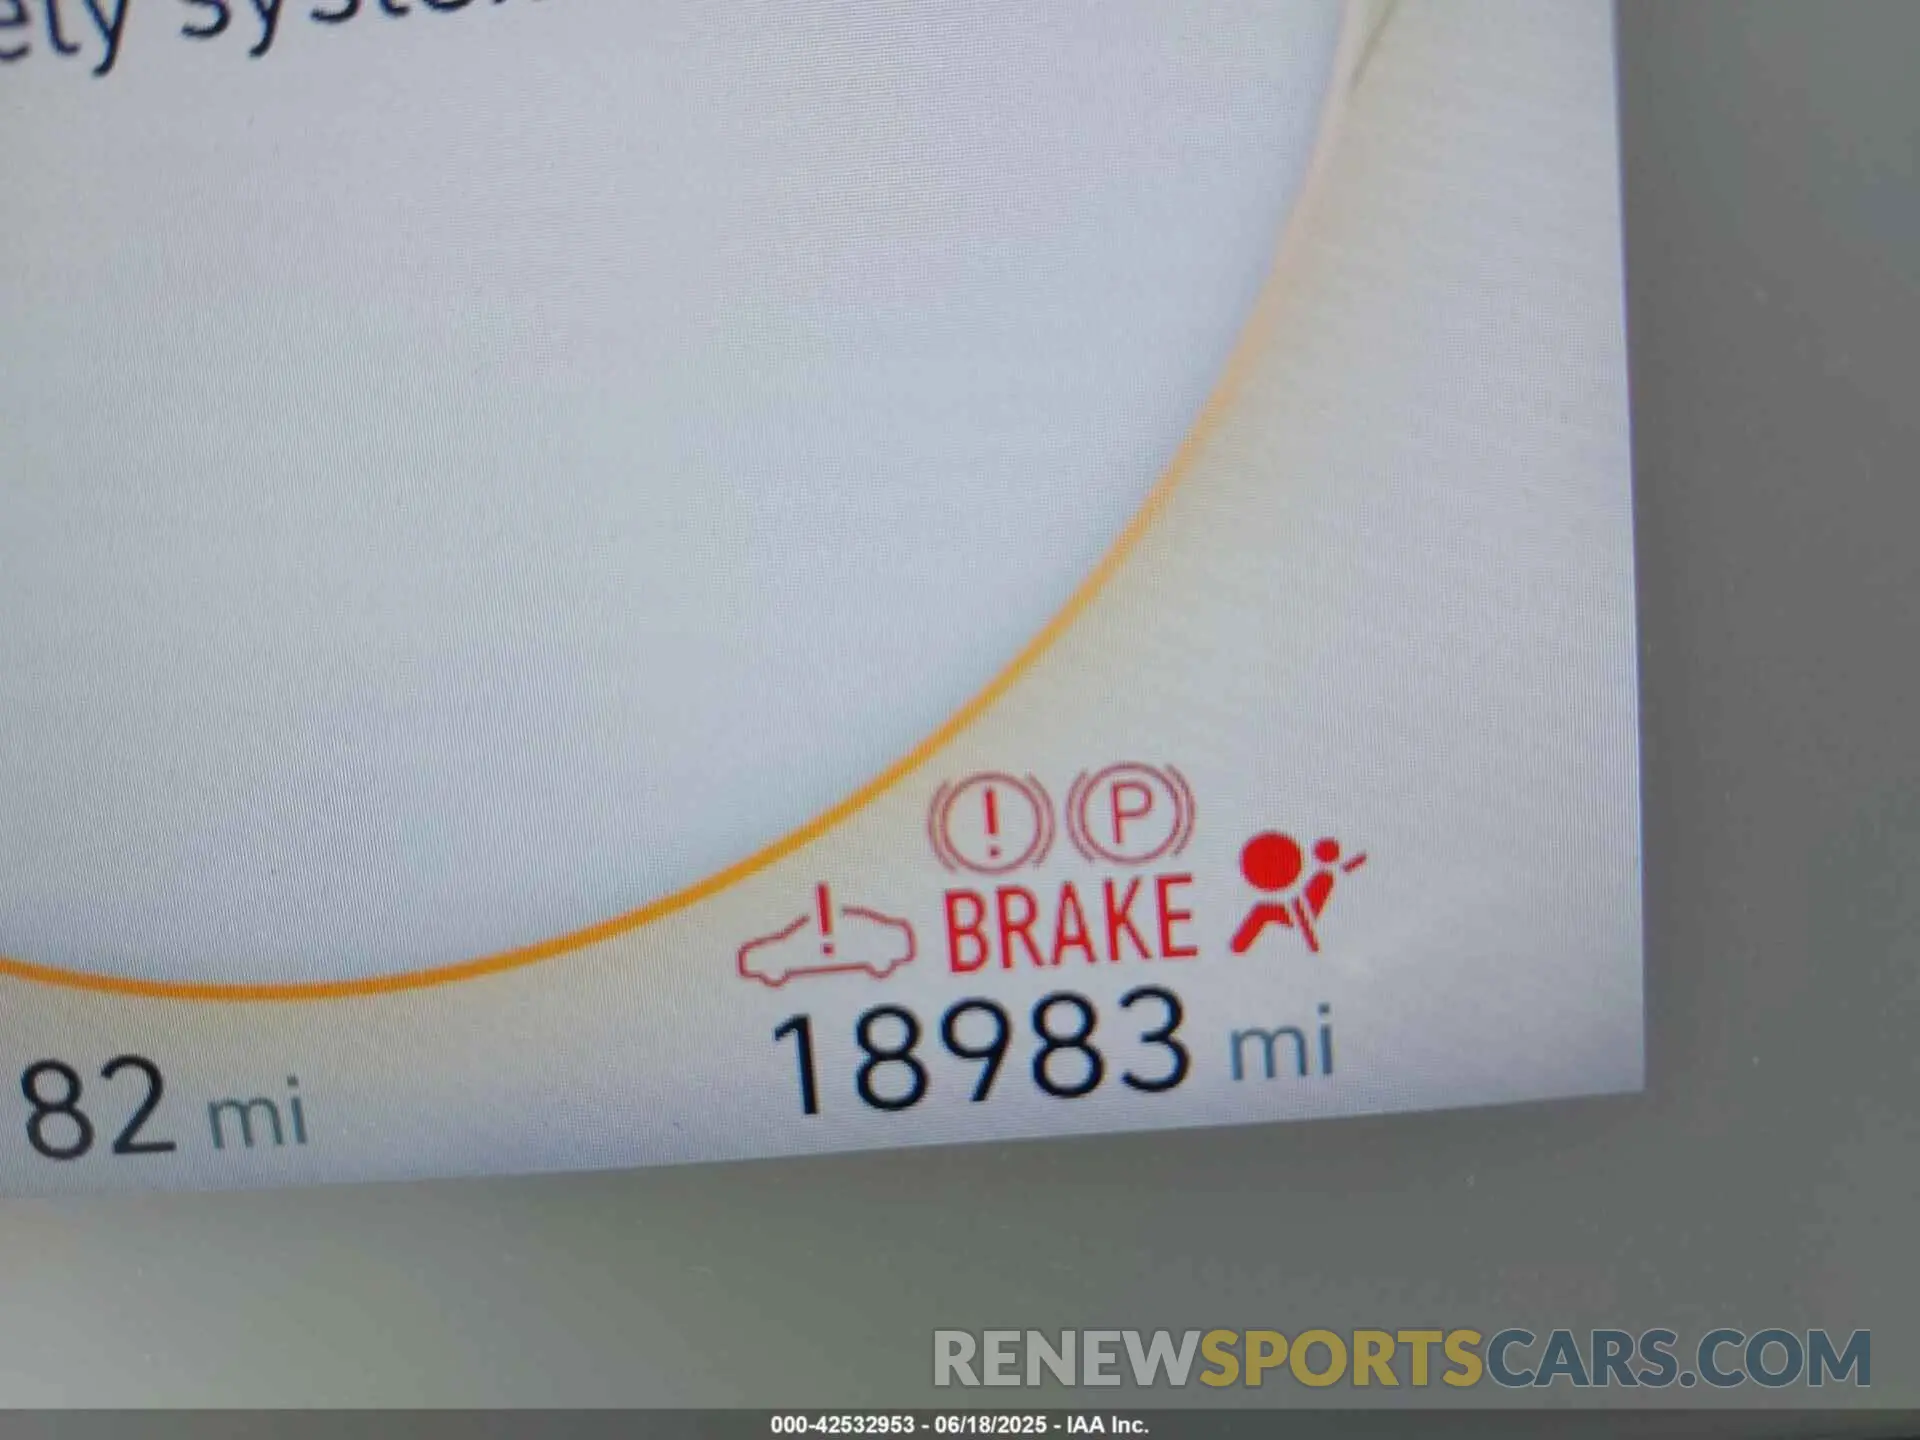 P
BRAKE
18983 mi
82 mi
RENEWSPORTSCARS.COM
000-42532953 - 06/18/2025 - IAA Inc.